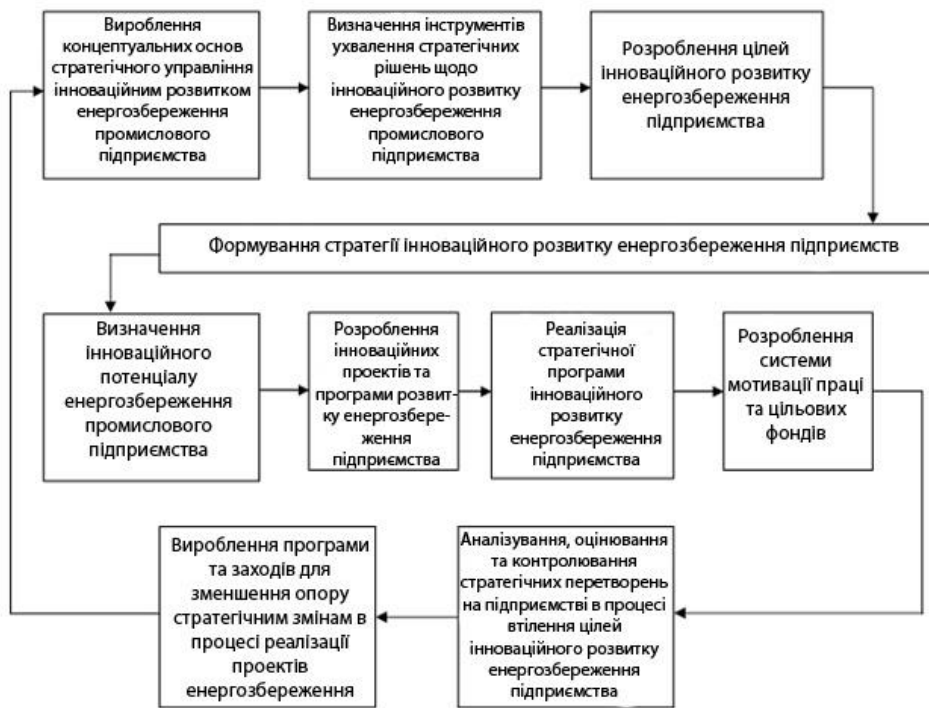 Вироблення
концептуальних основ
стратегічного управління
інноваційним розвитком
енергозбереження
промислового
підприємства
Визначення інструментів
ухвалення стратегічних
рішень щодо
інноваційного розвитку
енергозбереження
промислового
підприємства
Розроблення цілей
інноваційного розвитку
енергозбереження
підприємства
Формування стратегії інноваційного розвитку енергозбереження підприємств
Визначення
інноваційного
потенціалу
енергозбереження
промислового
підприємства
Розроблення
інноваційних
проектів та
програми розвит-
ку енергозбере-
ження
підприємства
Реалізація
стратегічної
програми
інноваційного
розвитку
енергозбереження
підприємства
Розроблення
системи
мотивації праці
та цільових
фондів
Вироблення програми
та заходів для
зменшення опору
стратегічним змінам в
процесі реалізації
проектів
енергозбереження
Аналізування, оцінювання
та контролювання
стратегічних перетворень
на підприємстві в процесі
втілення цілей
інноваційного розвитку
енергозбереження
підприємства